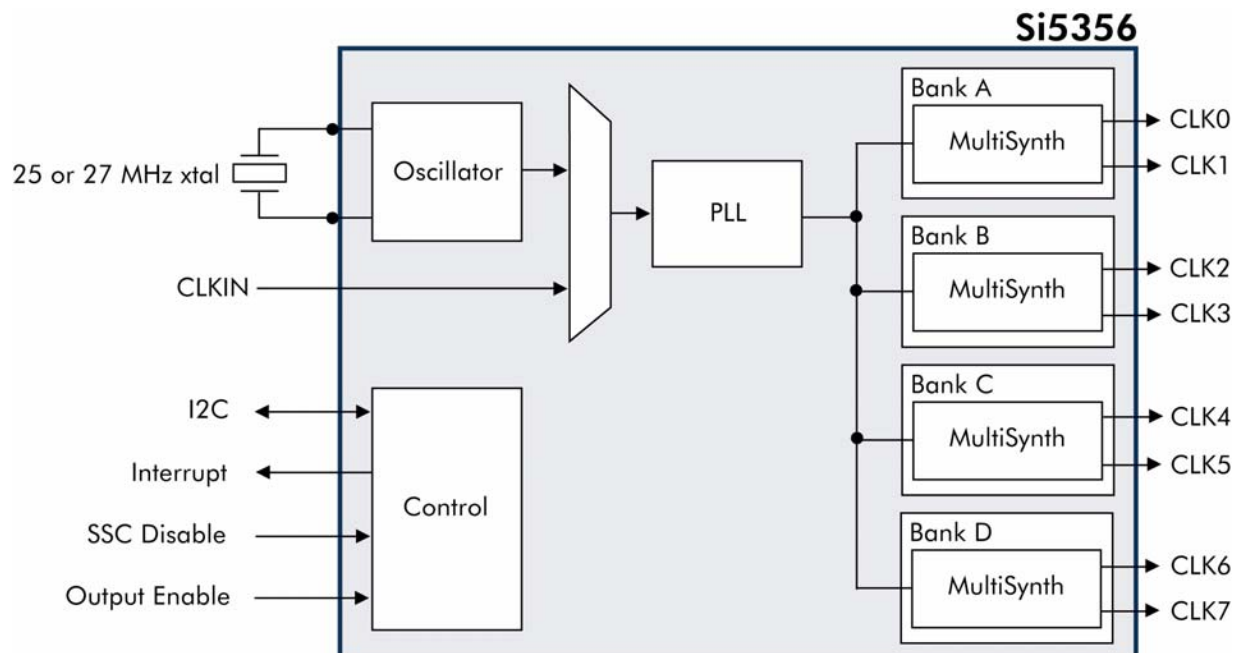 Si5356
25 or 27 MHz xtal
Oscillator
CLKIN
PLL
Bank A
MultiSynth
CLK0
CLK1
Bank B
MultiSynth
CLK2
CLK3
Bank C
MultiSynth
CLK4
CLK5
Bank D
MultiSynth
CLK6
CLK7
I2C
Interrupt
SSC Disable
Output Enable
Control